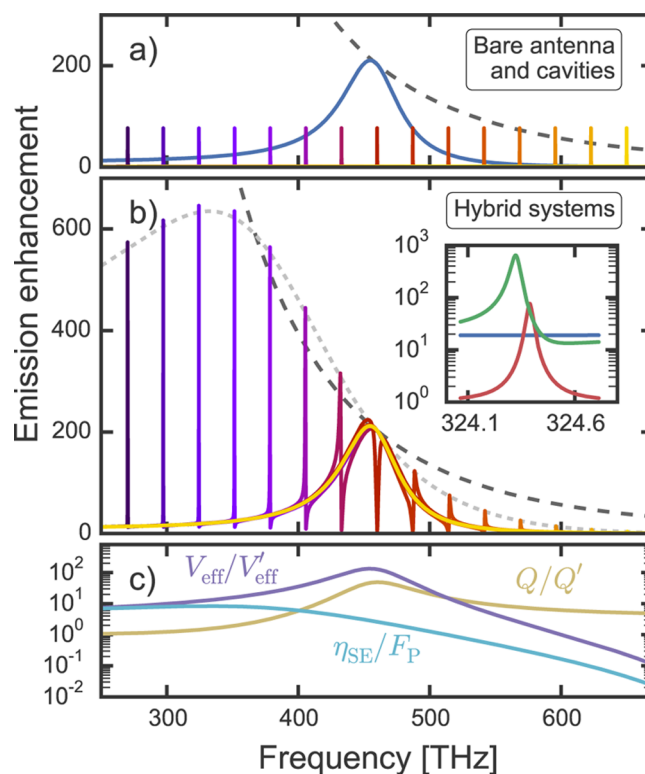 a)
Bare antenna
and cavities
200
0
Emission enhancement
b)
Hybrid systems
600
400
200
0
10³
10²
10¹
10⁰
324.1
324.6
c)
V_eff/V′_eff
Q/Q′
η_SE/F_P
10²
10¹
10⁰
10⁻¹
10⁻²
300
400
500
600
Frequency [THz]